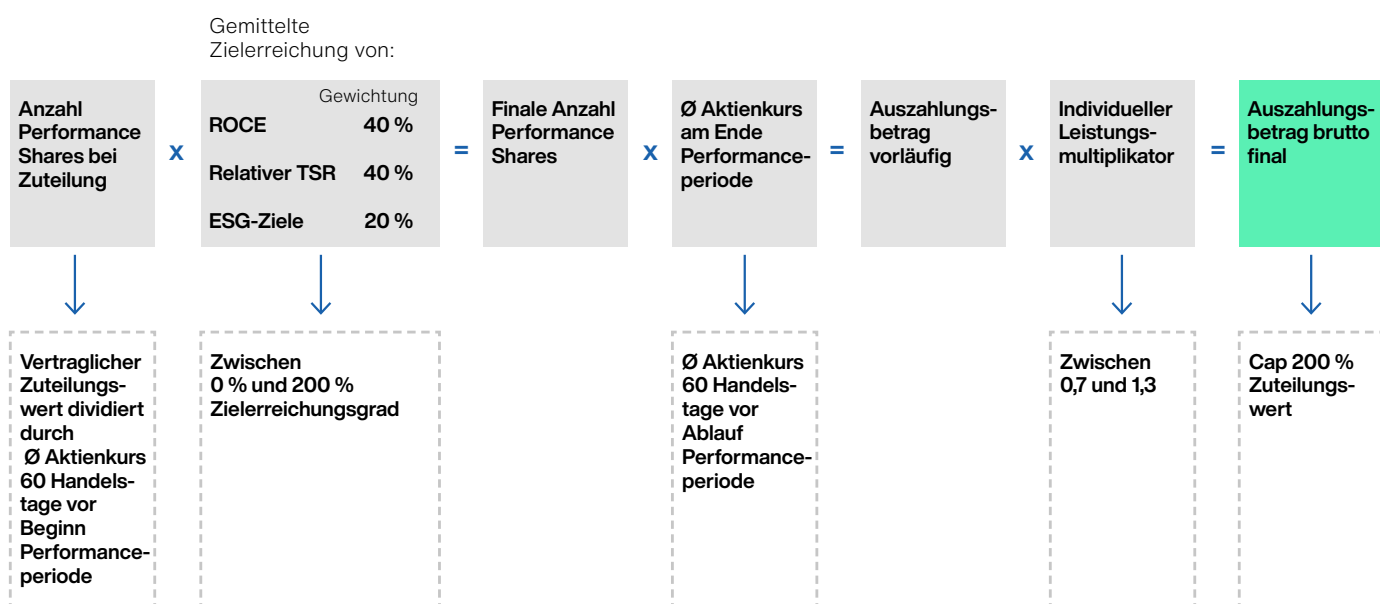 Gemittelte
Zielerreichung von:
Anzahl
Performance
Shares bei
Zuteilung
x
Gewichtung
ROCE 40 %
Relativer TSR 40 %
ESG-Ziele 20 %
=
Finale Anzahl
Performance
Shares
x
Ø Aktienkurs
am Ende
Performance-
periode
=
Auszahlungs-
betrag
vorläufig
x
Individueller
Leistungs-
multiplikator
=
Auszahlungs-
betrag brutto
final
Vertraglicher
Zuteilungs-
wert dividiert
durch
Ø Aktienkurs
60 Handels-
tage vor
Beginn
Performance-
periode
Zwischen
0 % und 200 %
Zielerreichungsgrad
Ø Aktienkurs
60 Handels-
tage vor
Ablauf
Performance-
periode
Zwischen
0,7 und 1,3
Cap 200 %
Zuteilungs-
wert